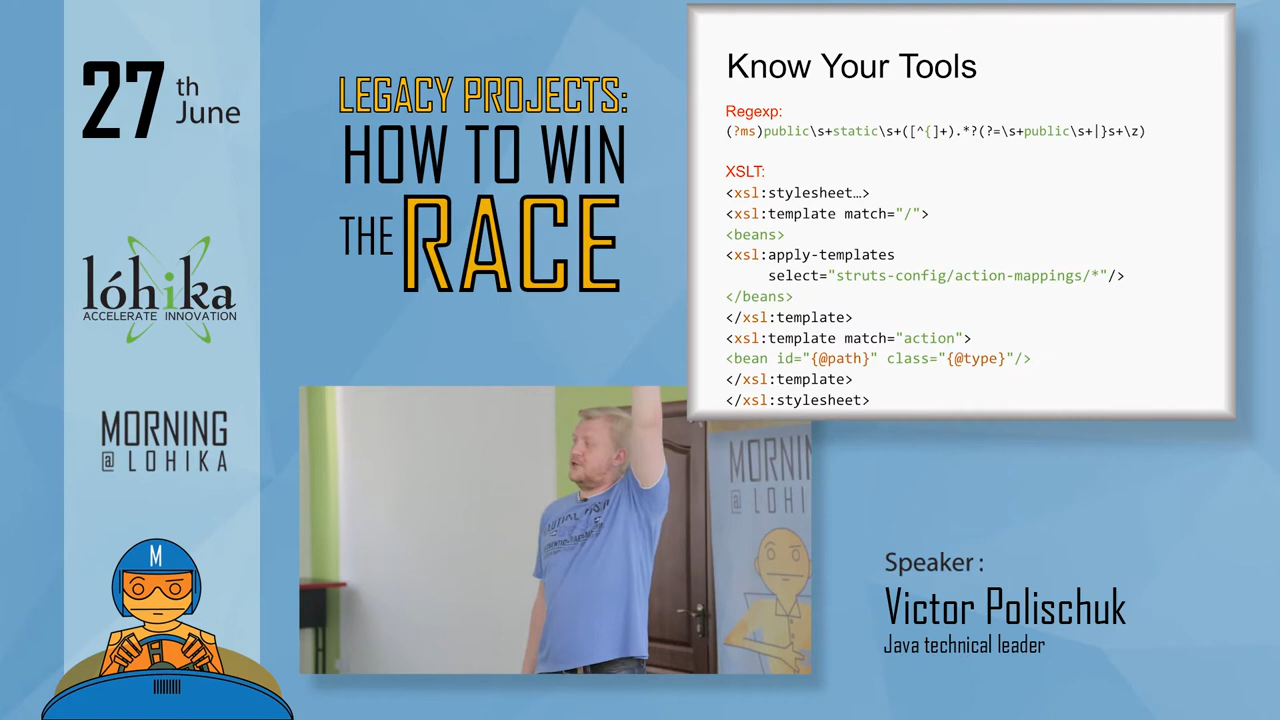 27
th
June
lóhika
ACCELERATE INNOVATION
MORNING
@ LOHIKA
M
LEGACY PROJECTS:
HOW TO WIN
THE RACE
Know Your Tools
Regexp:
(?ms)public\s+static\s+([^{]+).*?(?=\s+public\s+|}s+\z)
XSLT:
<xsl:stylesheet…>
<xsl:template match="/">
<beans>
<xsl:apply-templates
select="struts-config/action-mappings/*"/>
</beans>
</xsl:template>
<xsl:template match="action">
<bean id="{@path}" class="{@type}"/>
</xsl:template>
</xsl:stylesheet>
MORNIN
@ LOHI
Speaker :
Victor Polischuk
Java technical leader